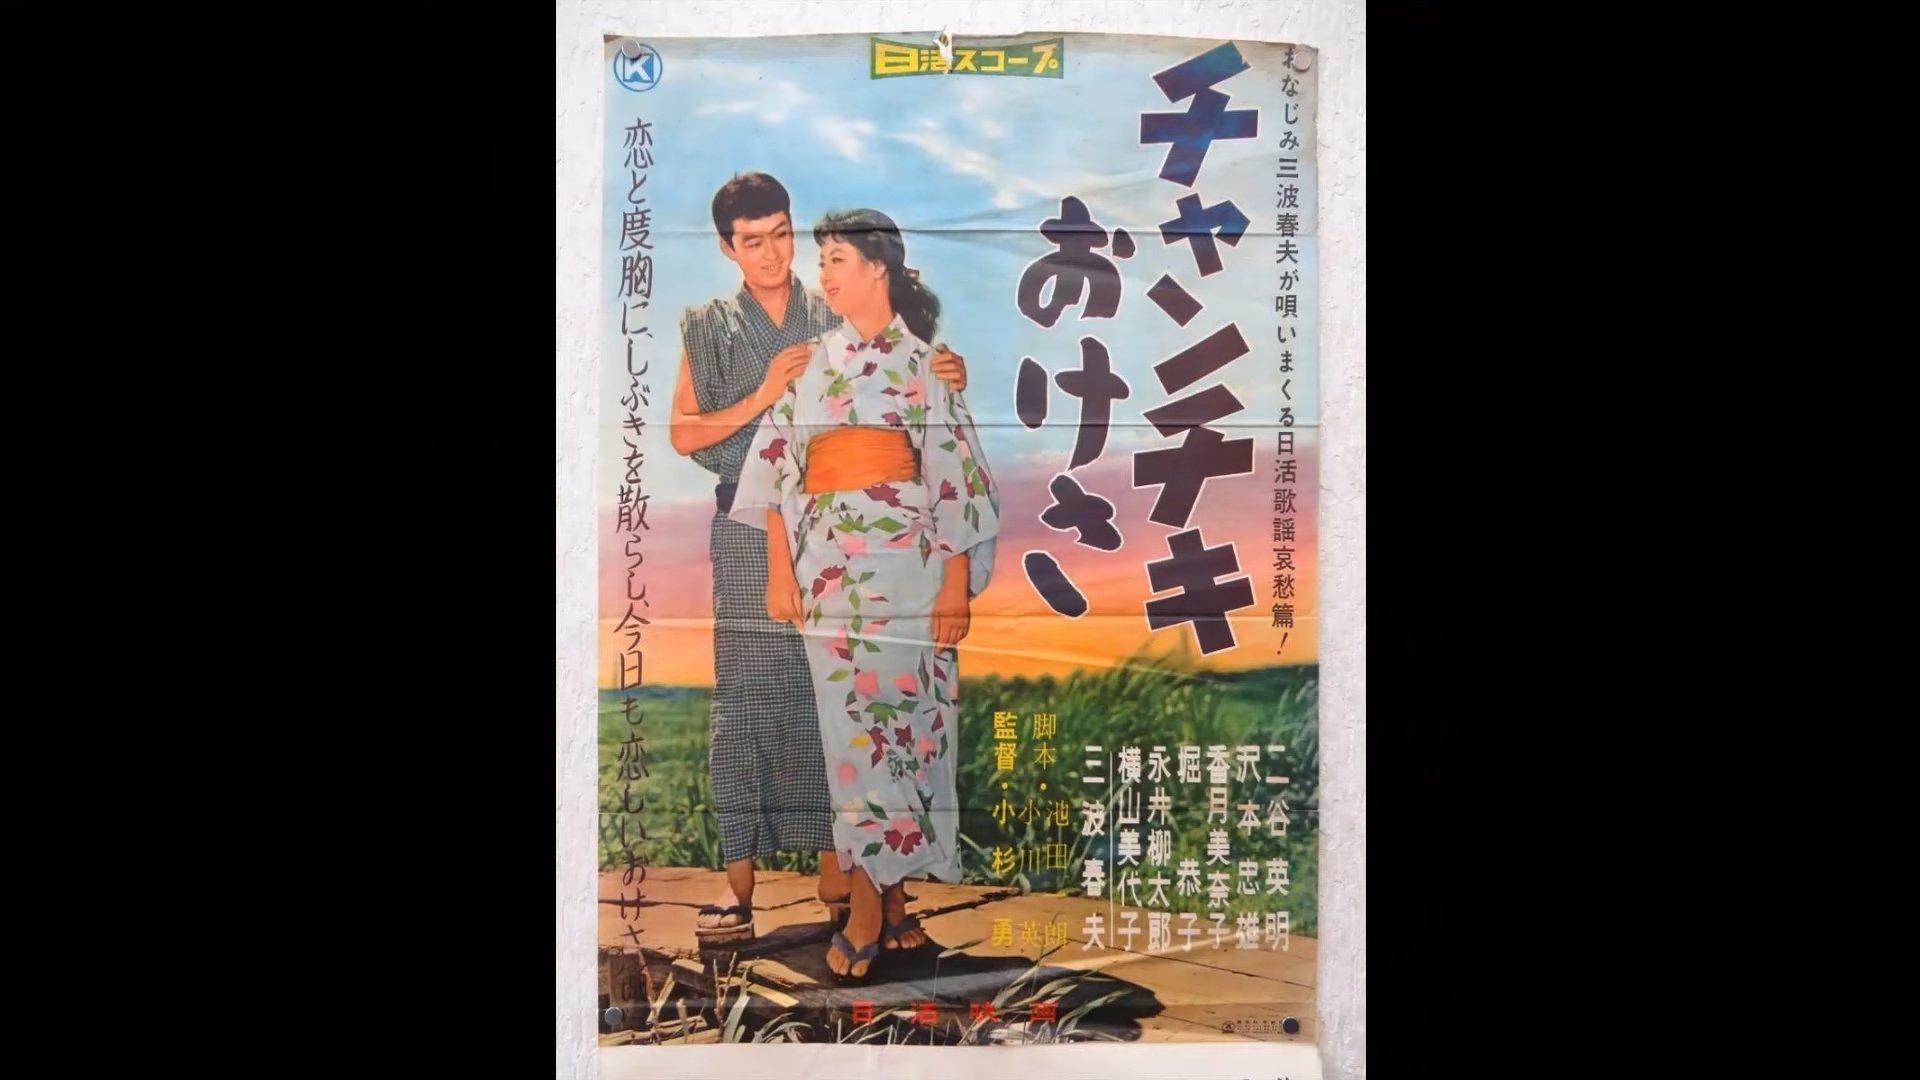 日活スコープ
K
おなじみ三波春夫が唄いまくる日活歌謡哀愁篇!
チャンチキ
おけさ
恋と度胸に、しぶきを散らし、今日も恋しいおけさ
二谷英明
沢本忠雄
香月美奈子
堀恭子
永井柳太郎
横山美代子
三波春夫
脚本・池田一朗
小川英
監督・小杉勇
日活映画